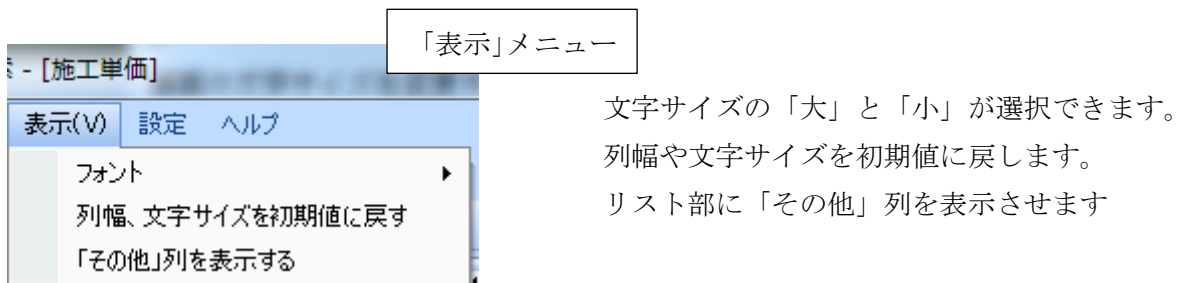 「表示」メニュー
- [施工単価]
表示(V) 設定 ヘルプ
フォント
列幅、文字サイズを初期値に戻す
「その他」列を表示する
文字サイズの「大」と「小」が選択できます。
列幅や文字サイズを初期値に戻します。
リスト部に「その他」列を表示させます